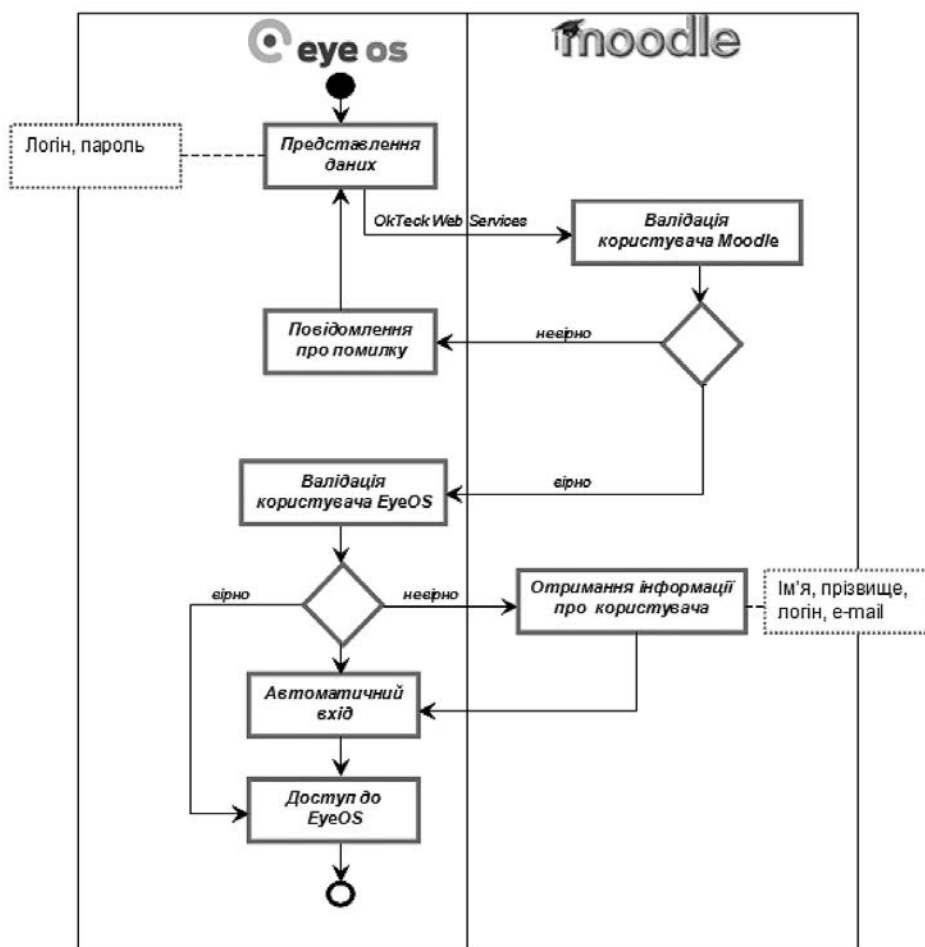 eye os
moodle
Логін, пароль
Представлення
даних
OkTeck Web Services
Валідація
користувача Moodle
Повідомлення
про помилку
невірно
Валідація
користувача EyeOS
вірно
вірно
невірно
Отримання інформації
про користувача
Ім'я, прізвище,
логін, e-mail
Автоматичний
вхід
Доступ до
EyeOS